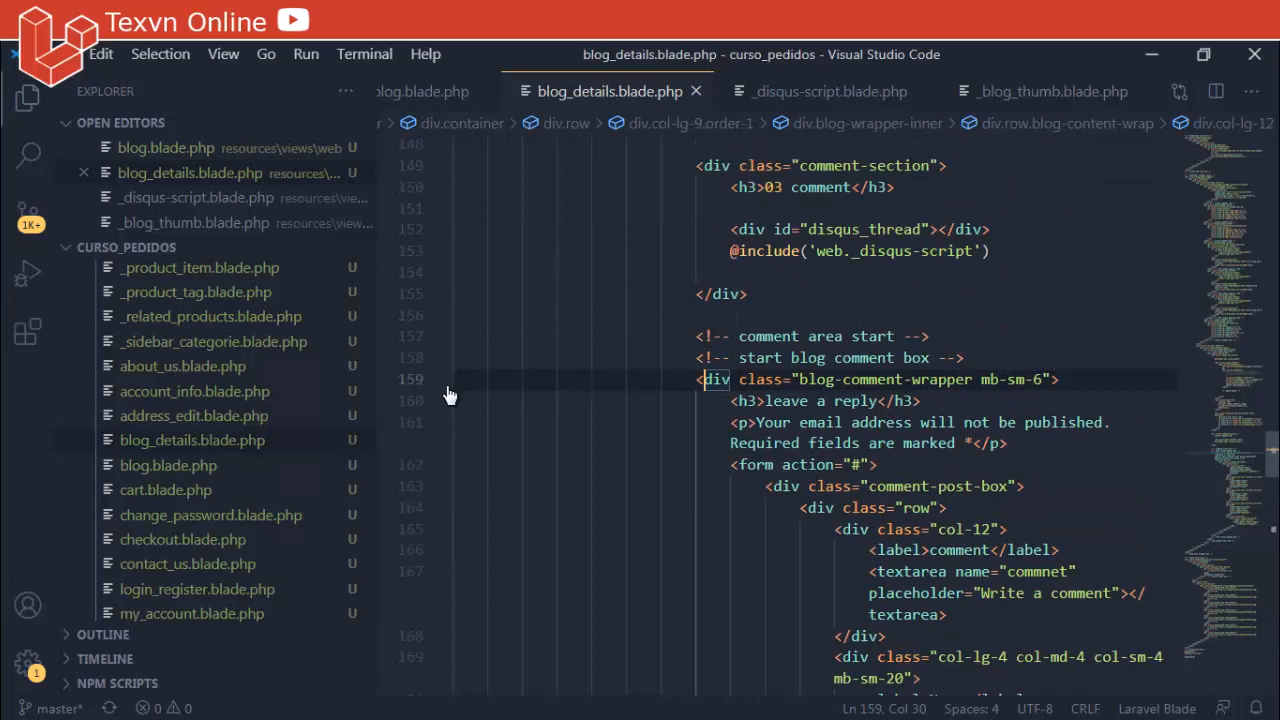 Texvn Online
Edit Selection View Go Run Terminal Help blog_details.blade.php - curso_pedidos - Visual Studio Code
EXPLORER
blog.blade.php blog_details.blade.php _disqus-script.blade.php _blog_thumb.blade.php
OPEN EDITORS
div.container div.row div.col-lg-9.order-1 div.blog-wrapper-inner div.row.blog-content-wrap div.col-lg-12
blog.blade.php resources\views\web U
blog_details.blade.php resources\... U
_disqus-script.blade.php resources\vie...
_blog_thumb.blade.php resources\view...
1K+
CURSO_PEDIDOS
_product_item.blade.php U
_product_tag.blade.php U
_related_products.blade.php U
_sidebar_categorie.blade.php U
about_us.blade.php U
account_info.blade.php U
address_edit.blade.php U
blog_details.blade.php U
blog.blade.php U
cart.blade.php U
change_password.blade.php U
checkout.blade.php U
contact_us.blade.php U
login_register.blade.php U
my_account.blade.php U
OUTLINE
TIMELINE
NPM SCRIPTS
1
148
149 <div class="comment-section">
150 <h3>03 comment</h3>
151
152 <div id="disqus_thread"></div>
153 @include('web._disqus-script')
154
155 </div>
156
157 <!-- comment area start -->
158 <!-- start blog comment box -->
159 <div class="blog-comment-wrapper mb-sm-6">
160 <h3>leave a reply</h3>
161 <p>Your email address will not be published.
Required fields are marked *</p>
162 <form action="#">
163 <div class="comment-post-box">
164 <div class="row">
165 <div class="col-12">
166 <label>comment</label>
167 <textarea name="commnet"
placeholder="Write a comment"></
textarea>
168 </div>
169 <div class="col-lg-4 col-md-4 col-sm-4
mb-sm-20">
master* 0 0 Ln 159, Col 30 Spaces: 4 UTF-8 CRLF Laravel Blade